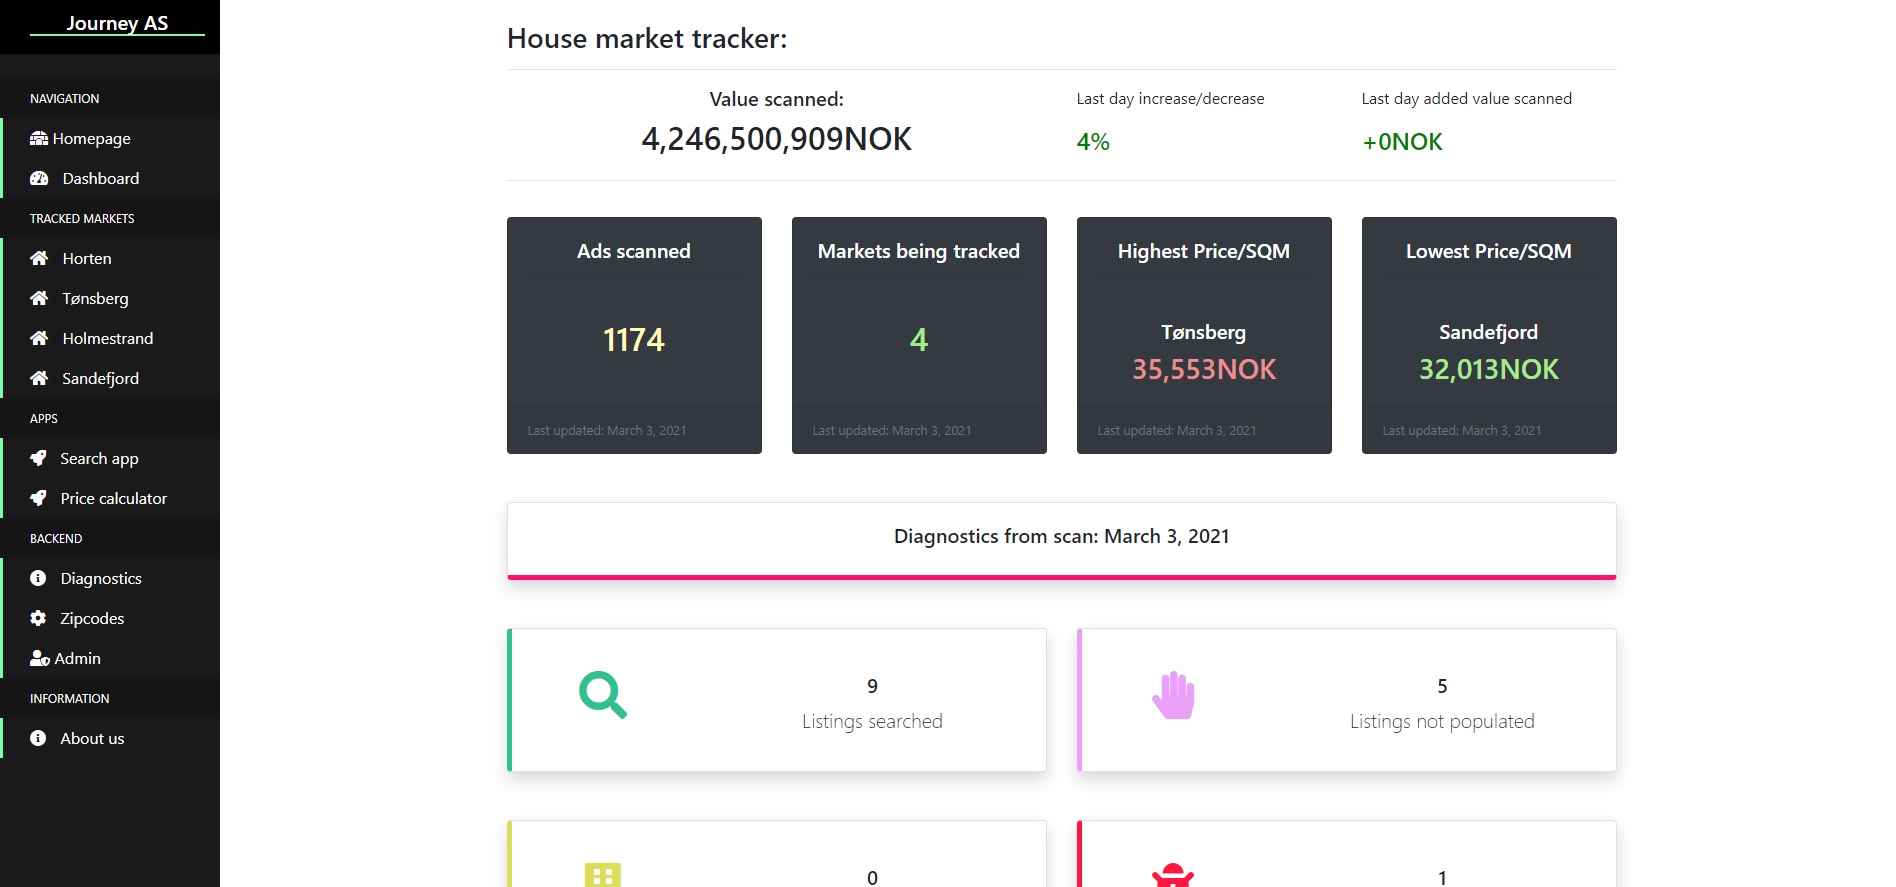 Journey AS
NAVIGATION
Homepage
Dashboard
TRACKED MARKETS
Horten
Tønsberg
Holmestrand
Sandefjord
APPS
Search app
Price calculator
BACKEND
Diagnostics
Zipcodes
Admin
INFORMATION
About us
House market tracker:
Value scanned:
4,246,500,909NOK
Last day increase/decrease
4%
Last day added value scanned
+0NOK
Ads scanned
1174
Last updated: March 3, 2021
Markets being tracked
4
Last updated: March 3, 2021
Highest Price/SQM
Tønsberg
35,553NOK
Last updated: March 3, 2021
Lowest Price/SQM
Sandefjord
32,013NOK
Last updated: March 3, 2021
Diagnostics from scan: March 3, 2021
9
Listings searched
5
Listings not populated
0
1